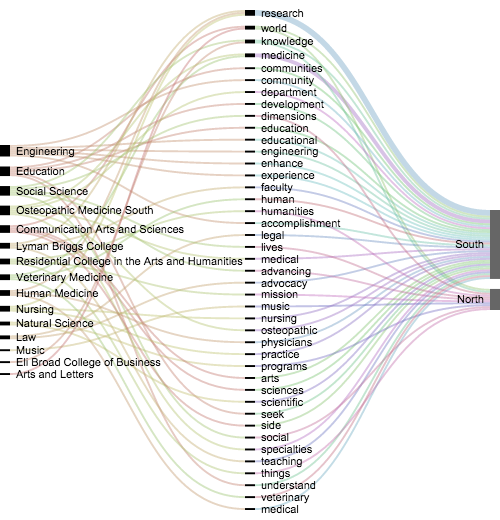 Engineering
Education
Social Science
Osteopathic Medicine South
Communication Arts and Sciences
Lyman Briggs College
Residential College in the Arts and Humanities
Veterinary Medicine
Human Medicine
Nursing
Natural Science
Law
Music
Eli Broad College of Business
Arts and Letters
research
world
knowledge
medicine
communities
community
department
development
dimensions
education
educational
engineering
enhance
experience
faculty
human
humanities
accomplishment
legal
lives
medical
advancing
advocacy
mission
music
nursing
osteopathic
physicians
practice
programs
arts
sciences
scientific
seek
side
social
specialties
teaching
things
understand
veterinary
medical
South
North